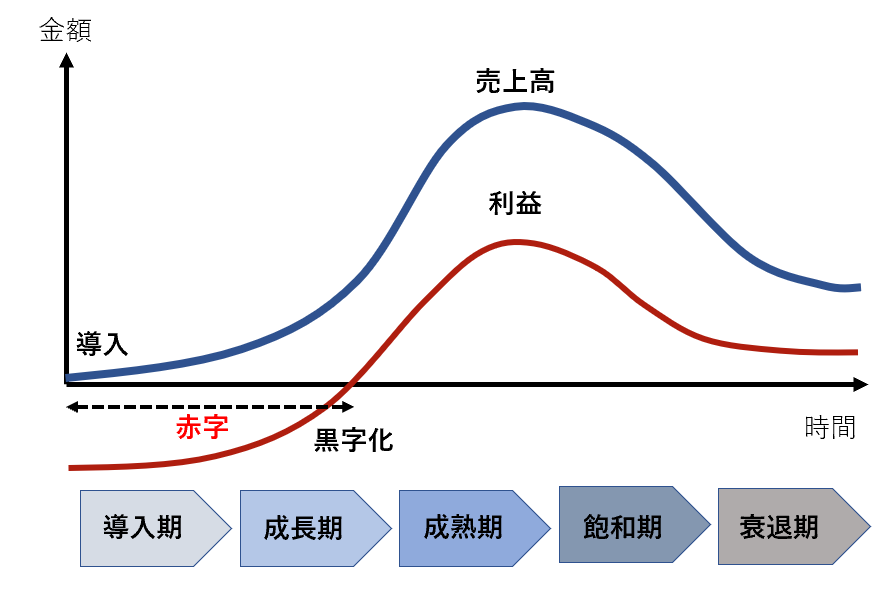 金額
売上高
利益
導入
赤字
黒字化
時間
導入期
成長期
成熟期
飽和期
衰退期